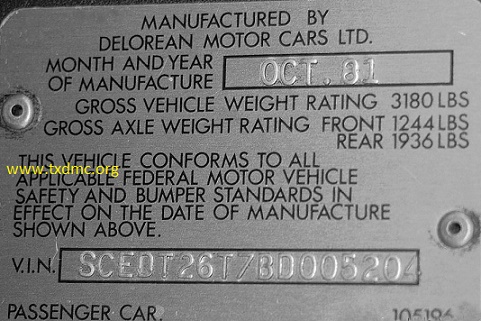 MANUFACTURED BY
DELOREAN MOTOR CARS LTD.
MONTH AND YEAR
OF MANUFACTURE OCT. 81
GROSS VEHICLE WEIGHT RATING 3180 LBS
GROSS AXLE WEIGHT RATING FRONT 1244 LBS
REAR 1936 LBS
THIS VEHICLE CONFORMS TO ALL
www.txdmc.org
APPLICABLE FEDERAL MOTOR VEHICLE
SAFETY AND BUMPER STANDARDS IN
EFFECT ON THE DATE OF MANUFACTURE
SHOWN ABOVE.
V.I.N. SCEDT26T7BD005204
PASSENGER CAR. 105196